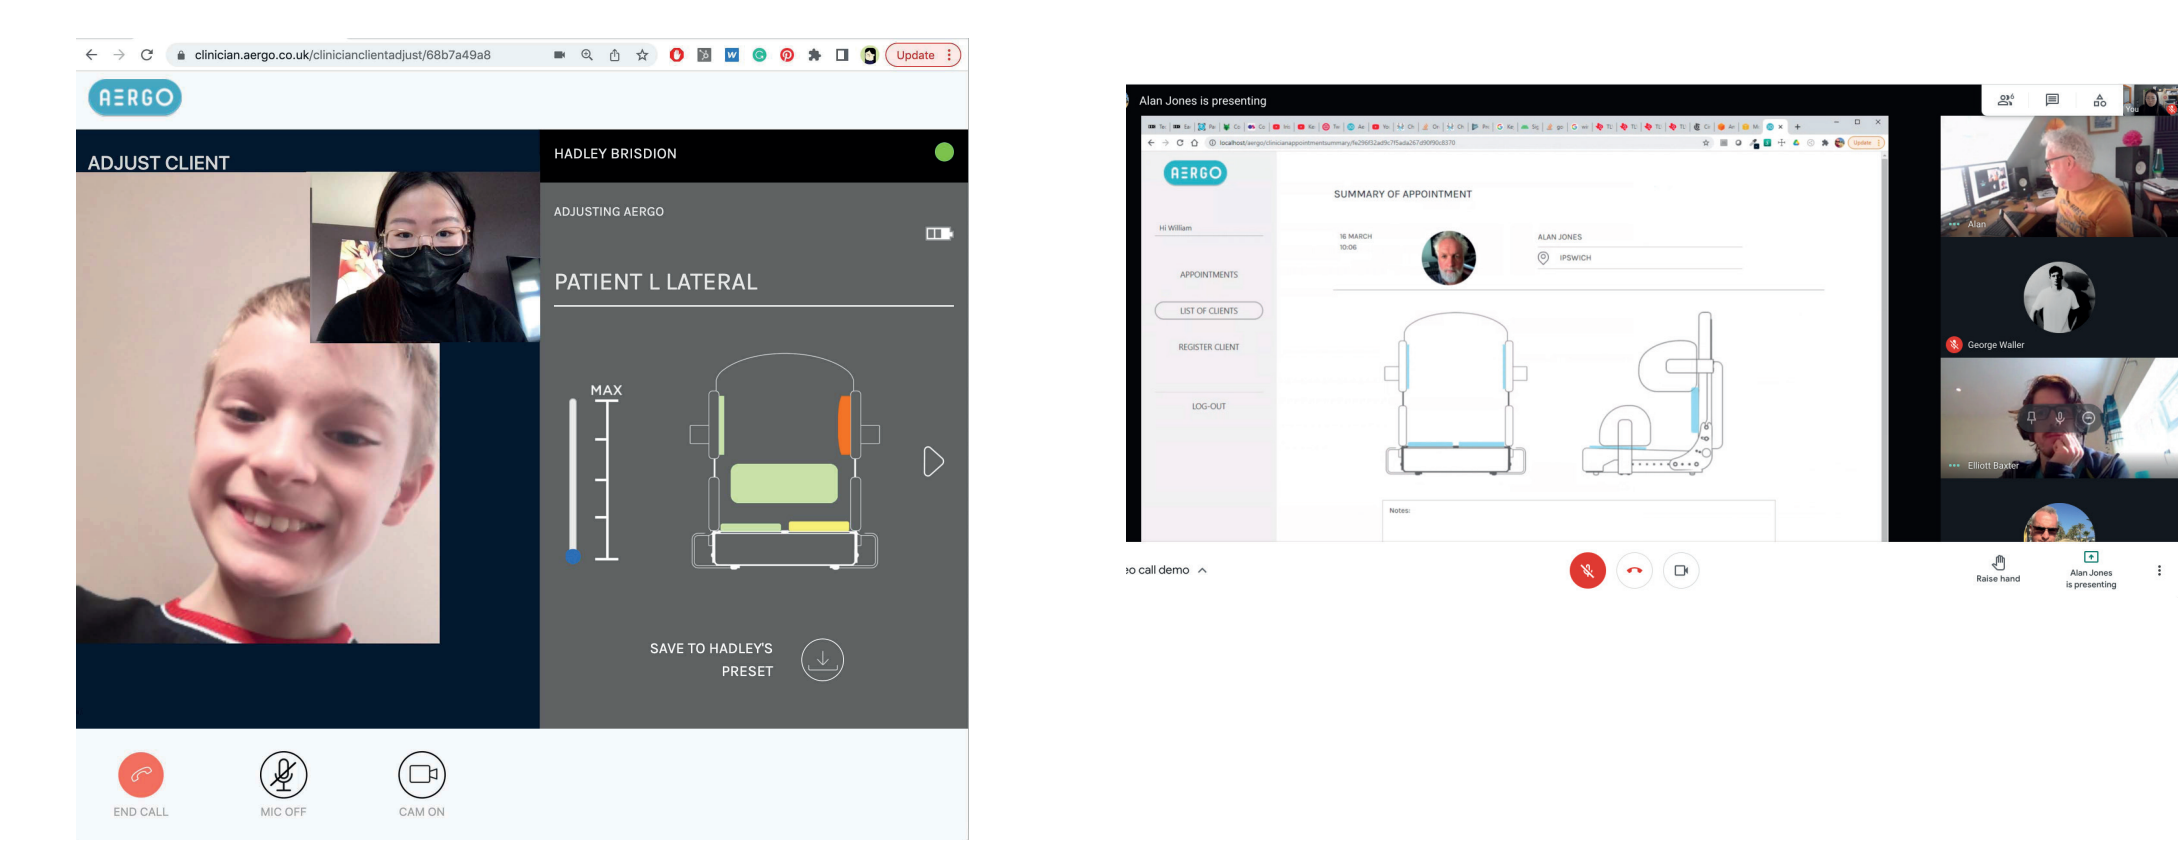 clinician.aergo.co.uk/clinicianclientadjust/68b7a49a8
Update
AERGO
ADJUST CLIENT
HADLEY BRISDION
ADJUSTING AERGO
PATIENT L LATERAL
MAX
SAVE TO HADLEY'S
PRESET
END CALL
MIC OFF
CAM ON
Alan Jones is presenting
You
Update
AERGO
Hi William
APPOINTMENTS
LIST OF CLIENTS
REGISTER CLIENT
LOG-OUT
SUMMARY OF APPOINTMENT
16 MARCH
10:06
ALAN JONES
IPSWICH
Notes:
Alan
George Waller
Elliott Baxter
eo call demo
Raise hand
Alan Jones
is presenting